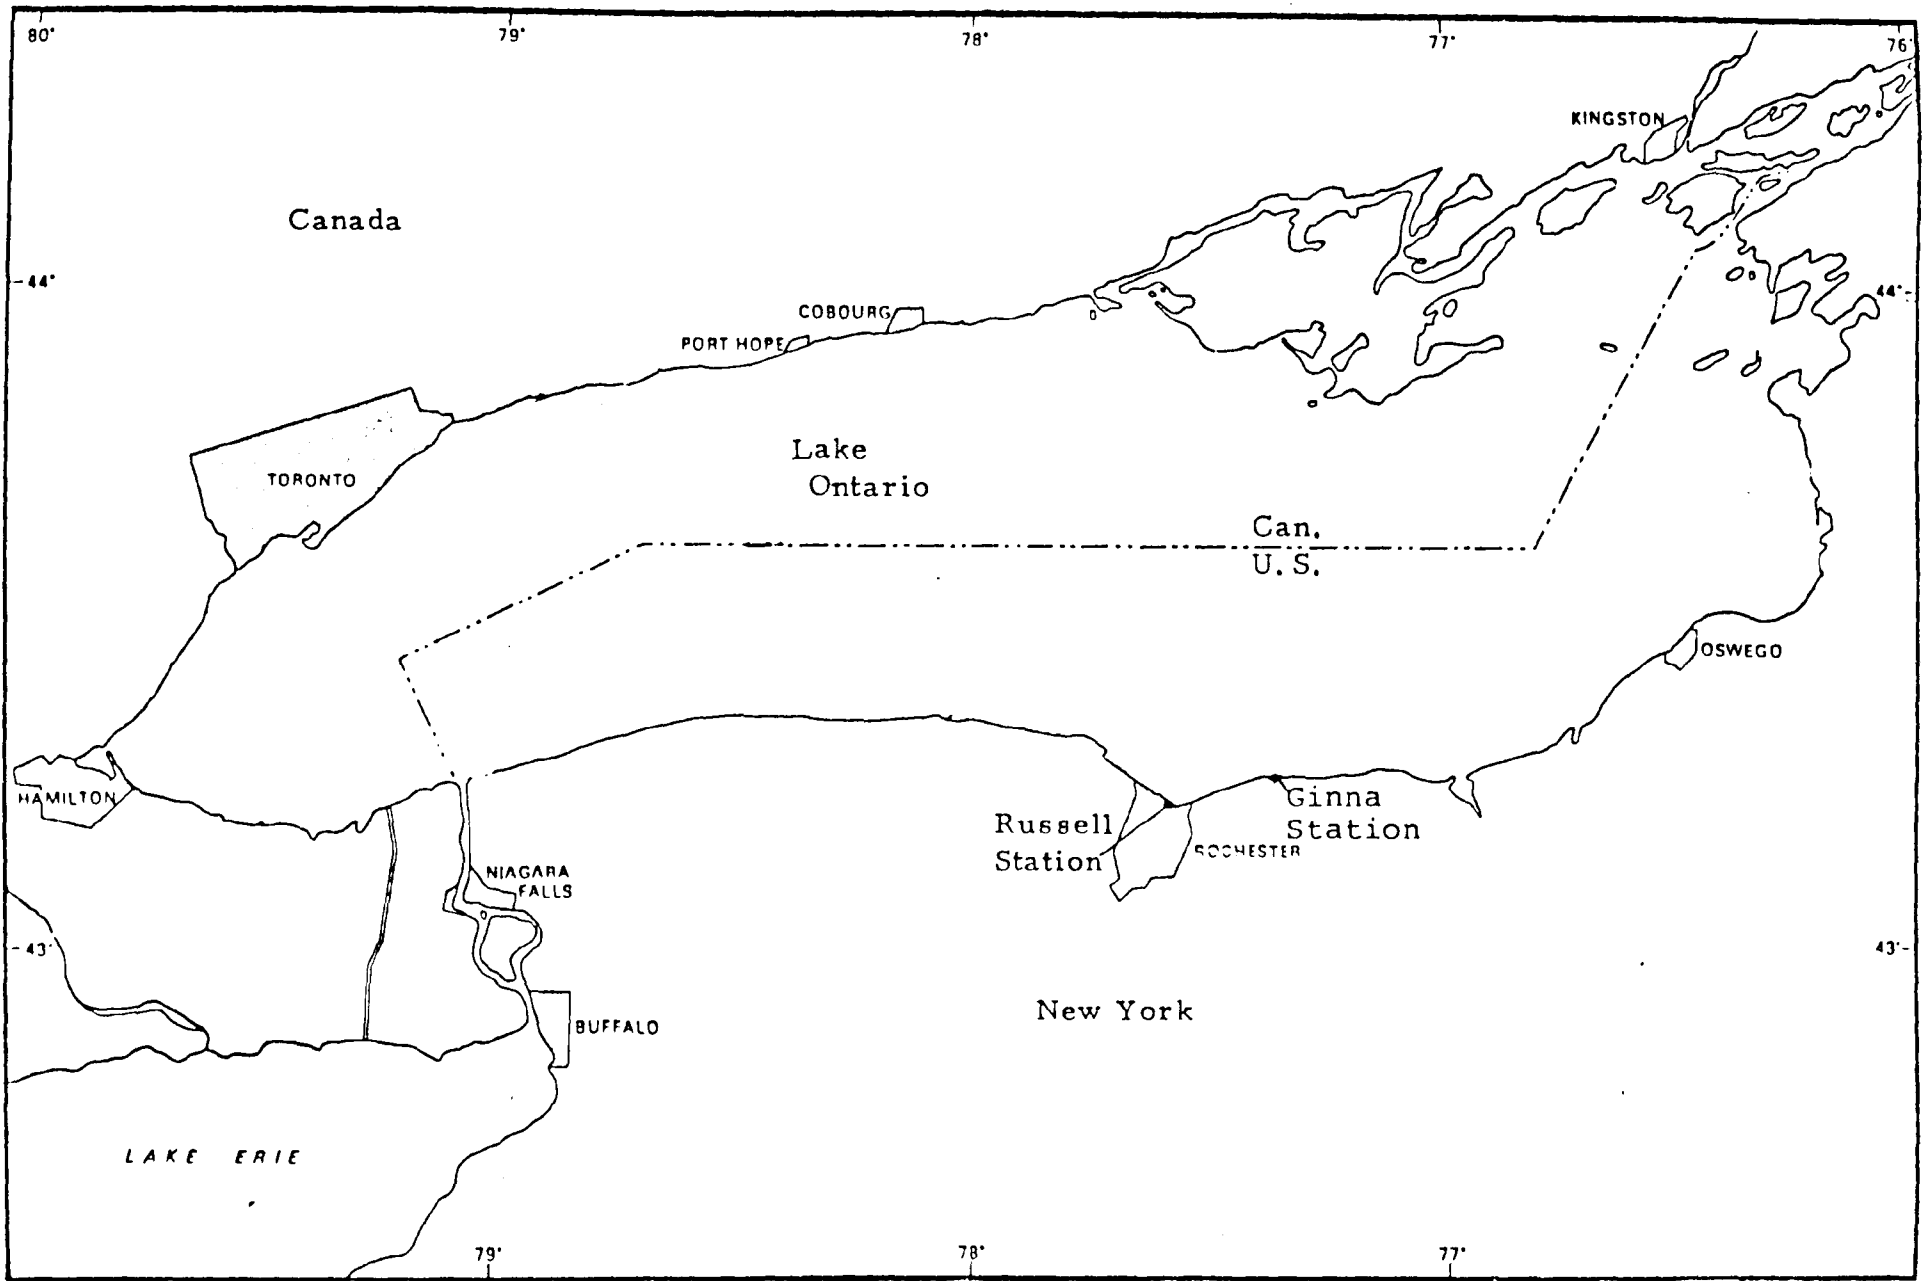 80°
79°
78°
77°
76°
KINGSTON
Canada
44°
44°
COBOURG
PORT HOPE
TORONTO
Lake
Ontario
Can.
U.S.
OSWEGO
HAMILTON
Ginna
Station
Russell
Station
ROCHESTER
NIAGARA
FALLS
43°
43°
New York
BUFFALO
LAKE ERIE
79°
78°
77°